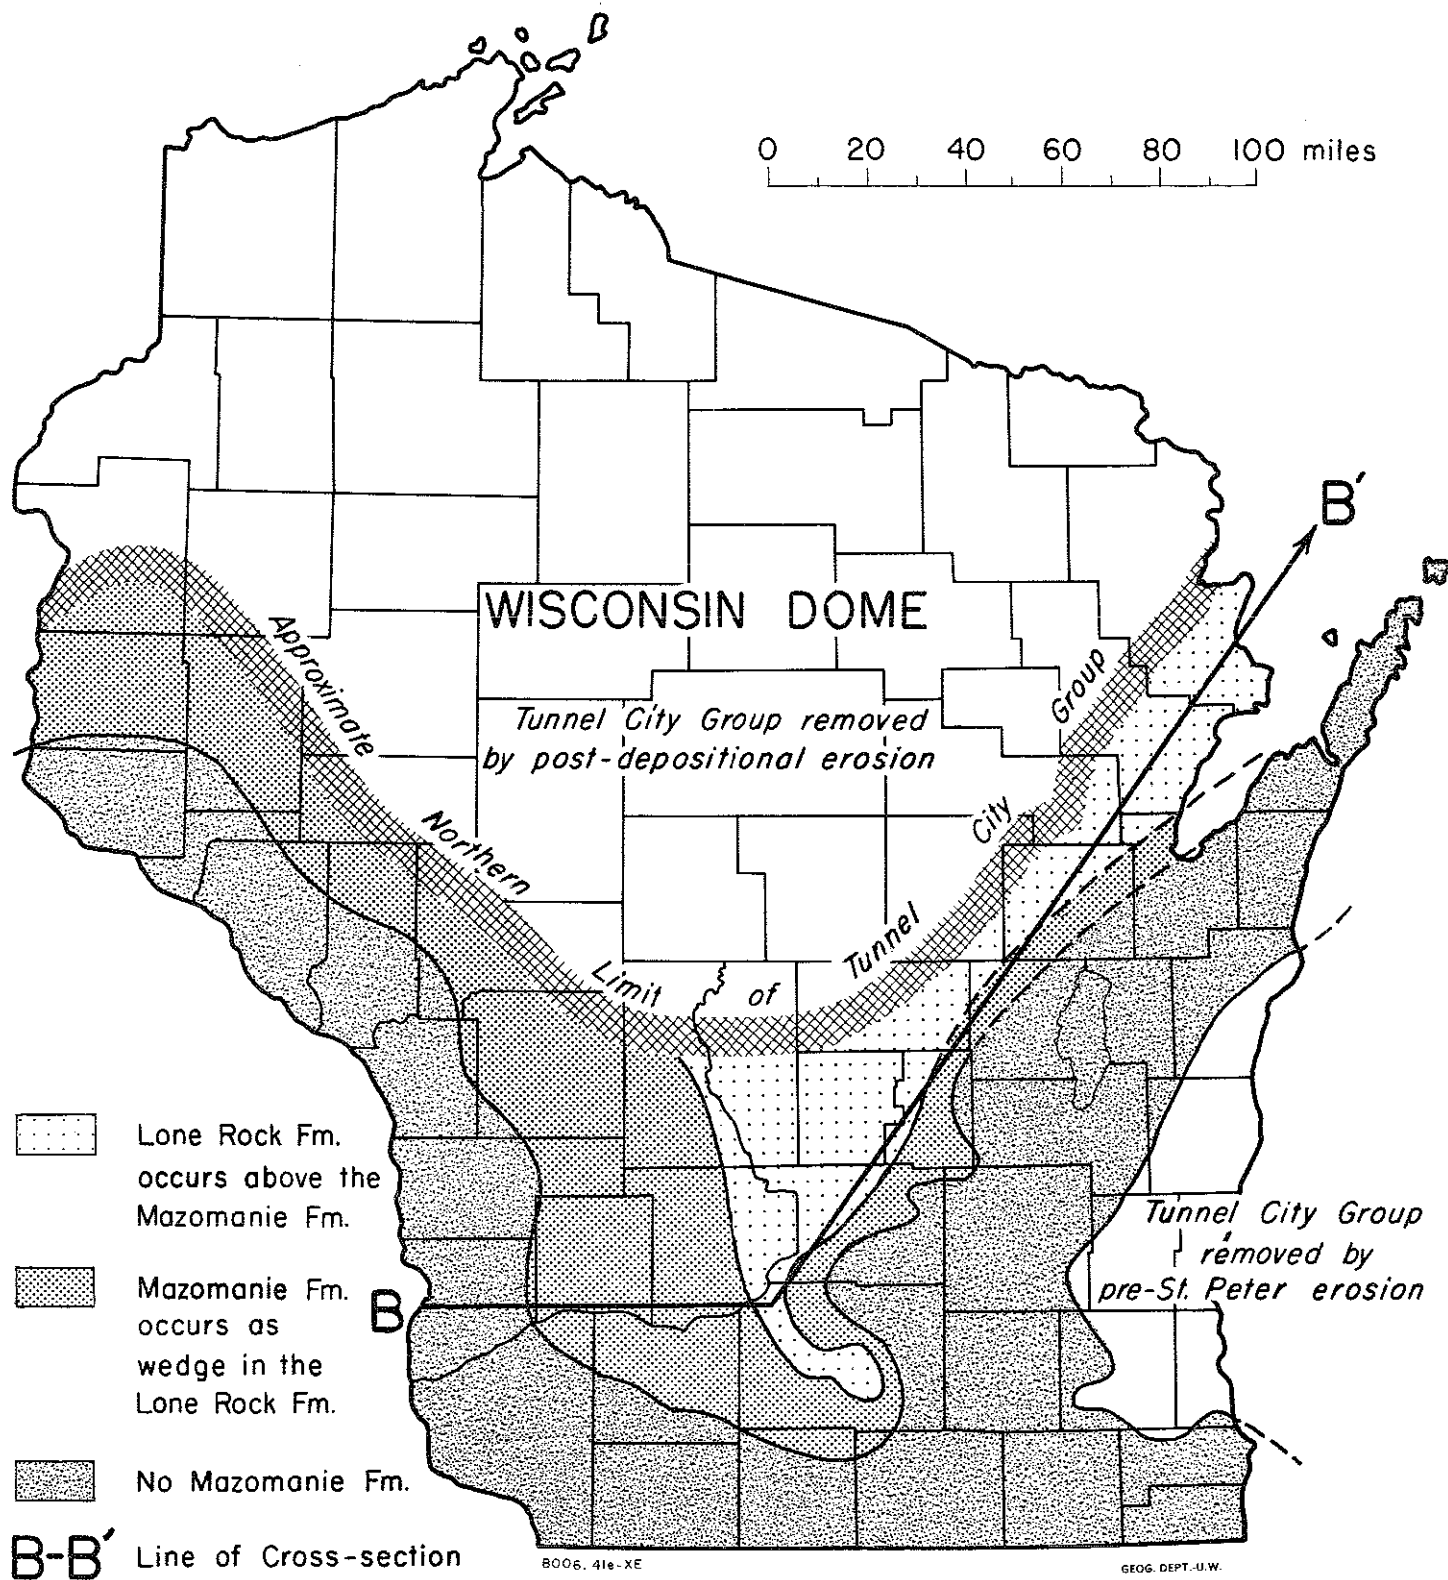 0 20 40 60 80 100 miles
B'
WISCONSIN DOME
Approximate Northern Limit of Tunnel City Group
Tunnel City Group removed
by post-depositional erosion
Lone Rock Fm.
occurs above the
Mazomanie Fm.
Mazomanie Fm.
occurs as
wedge in the
Lone Rock Fm.
No Mazomanie Fm.
B-B' Line of Cross-section
B
Tunnel City Group
removed by
pre-St. Peter erosion
8006. 41e-XE
GEOG. DEPT.-U.W.